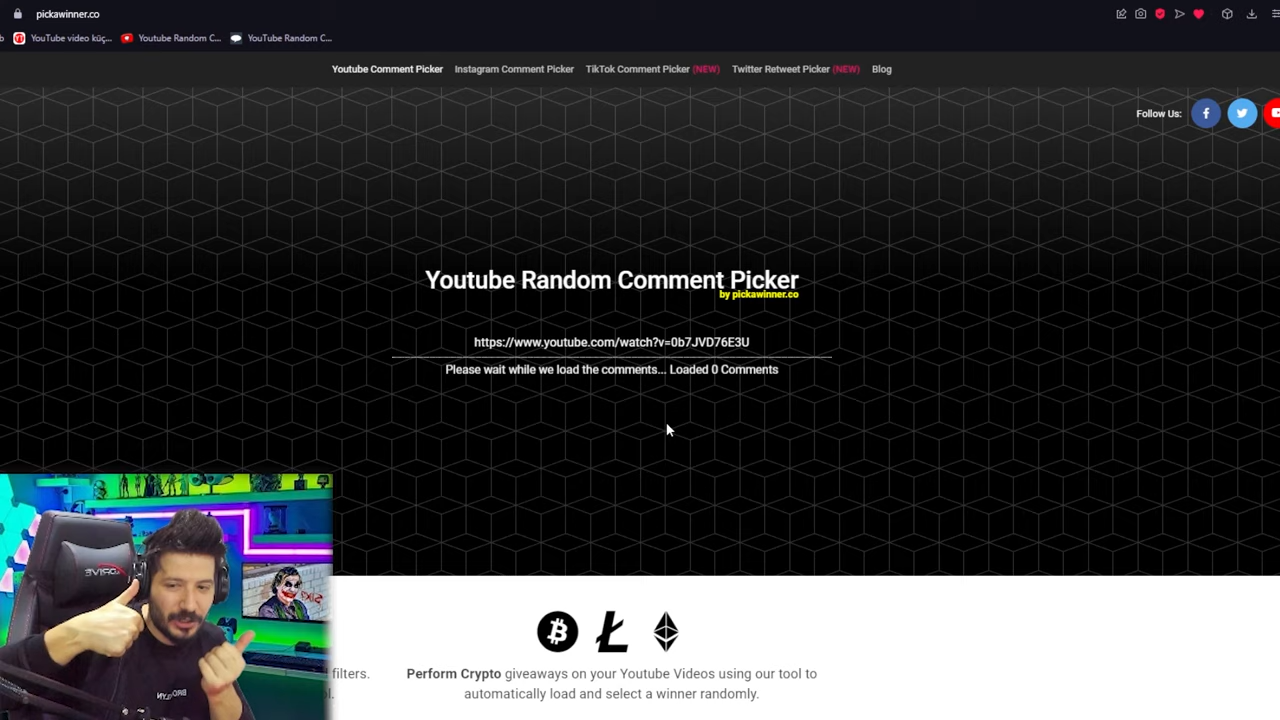 pickawinner.co
YouTube video küç...
Youtube Random C...
YouTube Random C...
Youtube Comment Picker
Instagram Comment Picker
TikTok Comment Picker (NEW)
Twitter Retweet Picker (NEW)
Blog
Follow Us:
Youtube Random Comment Picker
by pickawinner.co
https://www.youtube.com/watch?v=0b7JVD76E3U
Please wait while we load the comments... Loaded 0 Comments
filters.
Perform Crypto giveaways on your Youtube Videos using our tool to
automatically load and select a winner randomly.